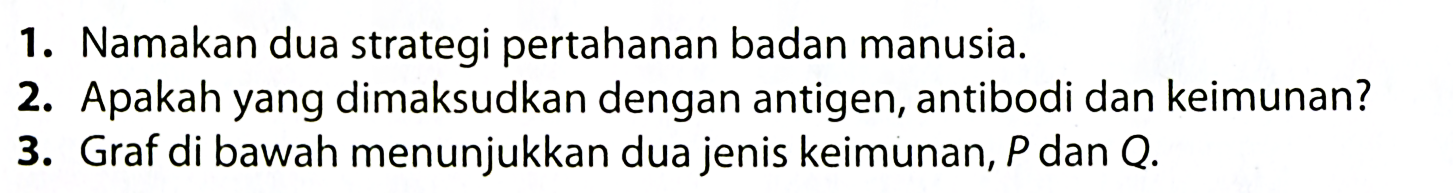 1. Namakan dua strategi pertahanan badan manusia.
2. Apakah yang dimaksudkan dengan antigen, antibodi dan keimunan?
3. Graf di bawah menunjukkan dua jenis keimunan, P dan Q.